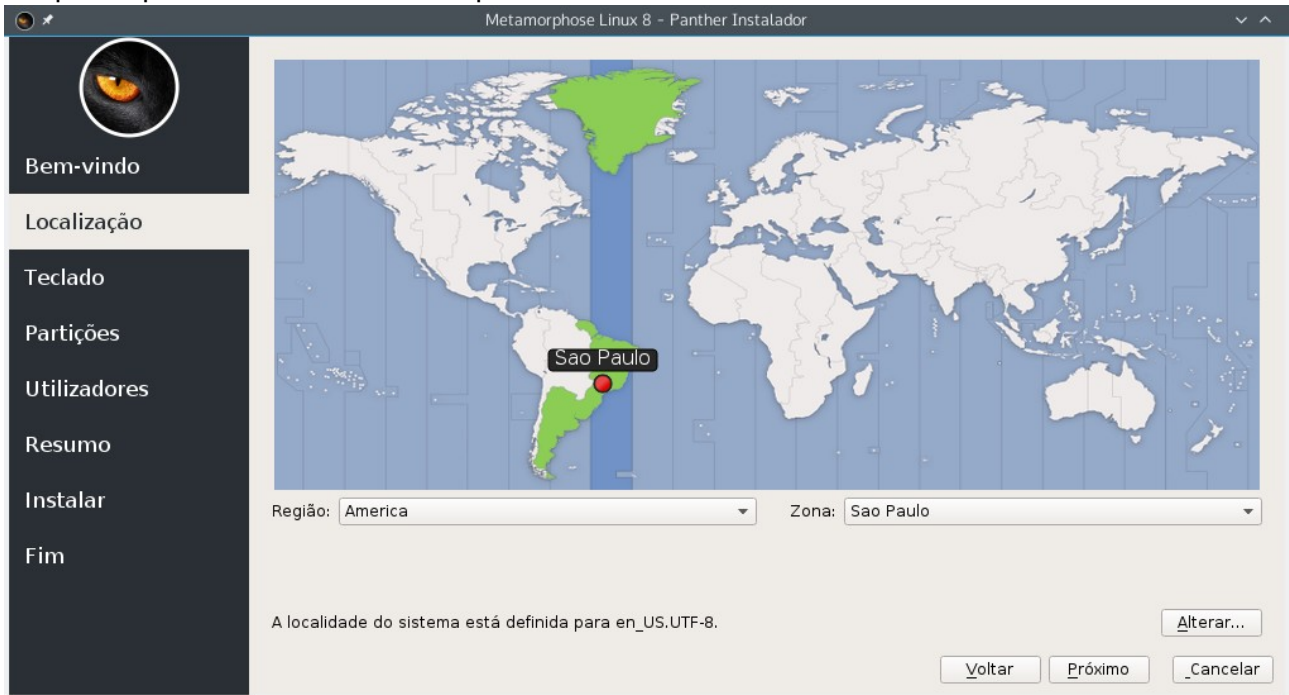 Metamorphose Linux 8 - Panther Instalador
Bem-vindo
Localização
Teclado
Partições
Utilizadores
Resumo
Instalar
Fim
Sao Paulo
Região: America Zona: Sao Paulo
A localidade do sistema está definida para en_US.UTF-8. Alterar...
Voltar Próximo _Cancelar